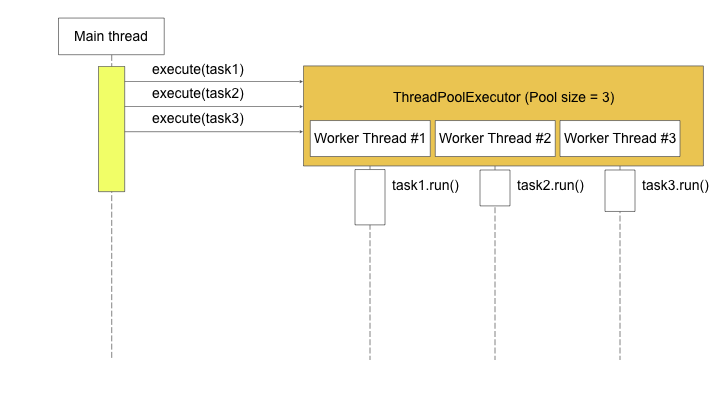 Main thread
execute(task1)
execute(task2)
execute(task3)
ThreadPoolExecutor (Pool size = 3)
Worker Thread #1
Worker Thread #2
Worker Thread #3
task1.run()
task2.run()
task3.run()